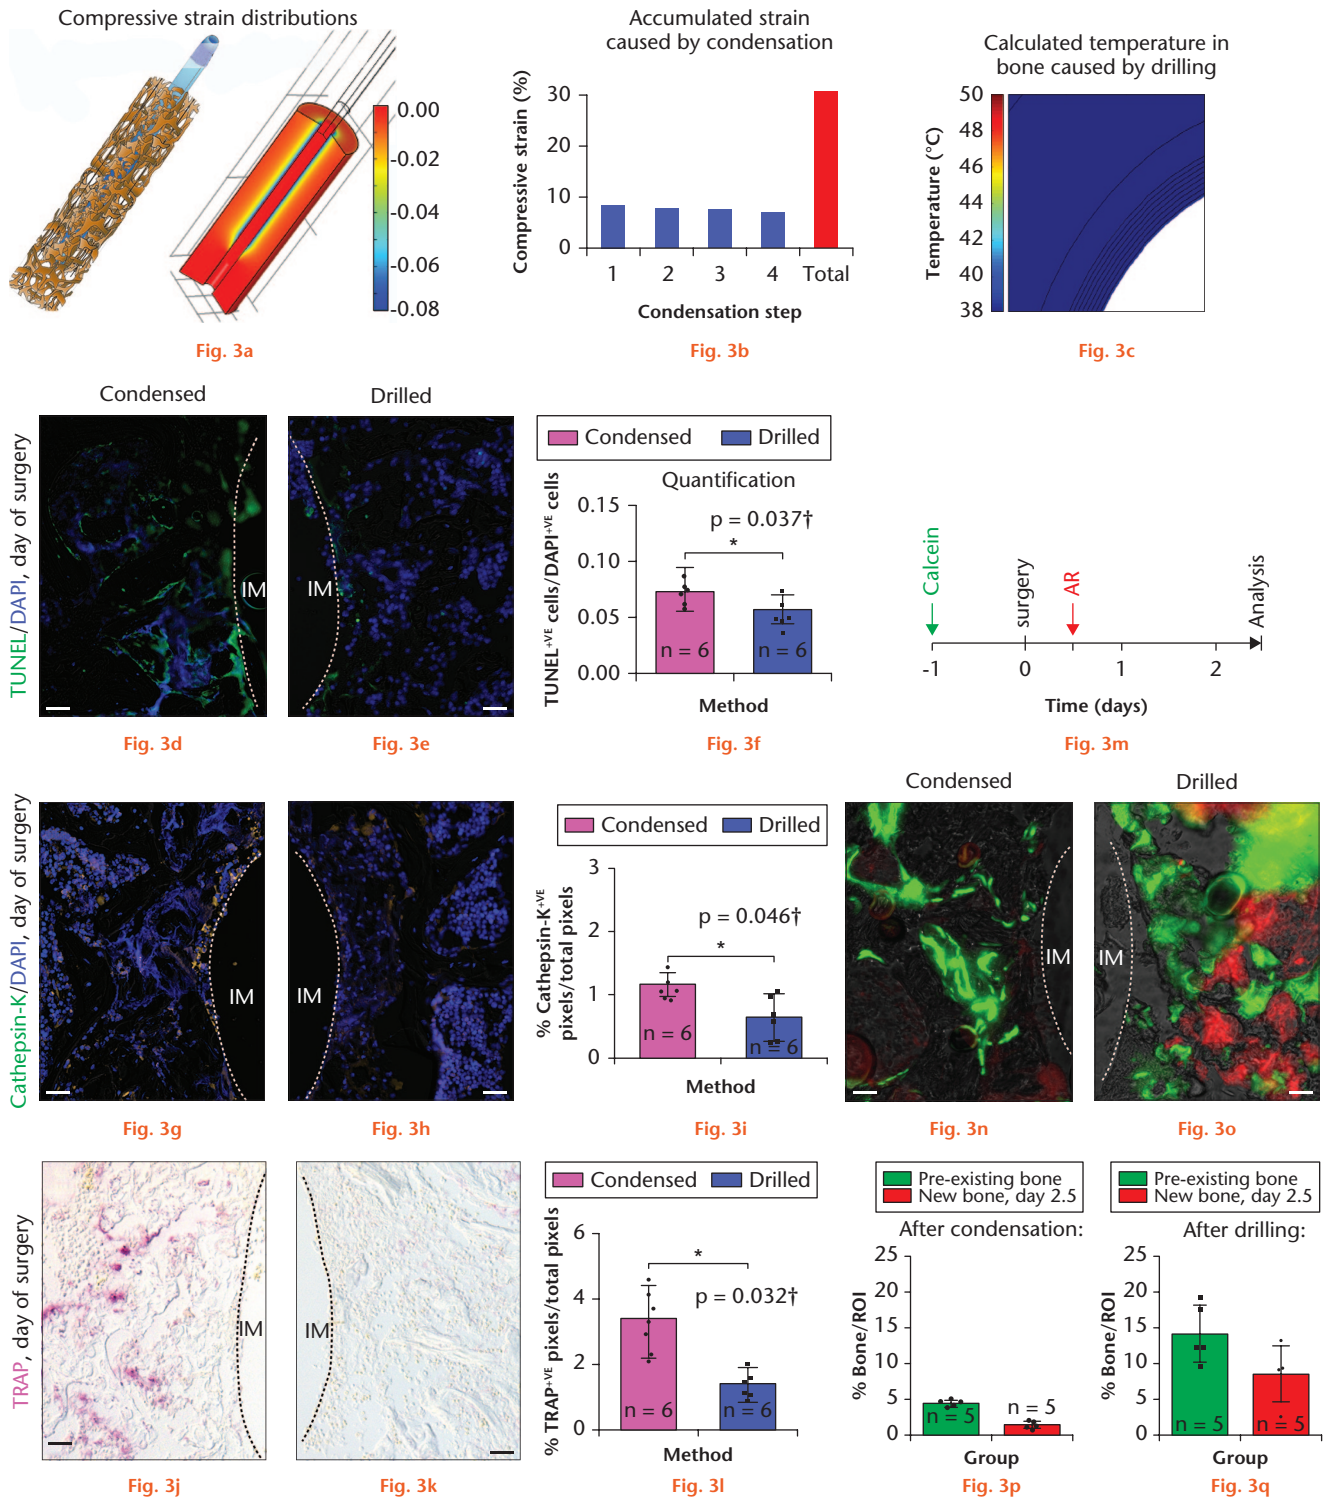 Compressive strain distributions
0.00
-0.02
-0.04
-0.06
-0.08
Fig. 3a
Accumulated strain
caused by condensation
Compressive strain (%)
30
20
10
0
1 2 3 4 Total
Condensation step
Fig. 3b
Calculated temperature in
bone caused by drilling
Temperature (°C)
50
48
46
44
42
40
38
Fig. 3c
TUNEL/DAPI, day of surgery
Condensed
IM
Fig. 3d
Drilled
IM
Fig. 3e
Condensed Drilled
Quantification
TUNEL+VE cells/DAPI+VE cells
0.15
0.10
0.05
0.00
p = 0.037†
*
n = 6 n = 6
Method
Fig. 3f
Calcein
surgery
AR
Analysis
-1 0 1 2
Time (days)
Fig. 3m
Cathepsin-K/DAPI, day of surgery
IM
Fig. 3g
IM
Fig. 3h
Condensed Drilled
% Cathepsin-K+VE
pixels/total pixels
3
2
1
0
p = 0.046†
*
n = 6 n = 6
Method
Fig. 3i
Condensed
IM
Fig. 3n
Drilled
IM
Fig. 3o
TRAP, day of surgery
IM
Fig. 3j
IM
Fig. 3k
Condensed Drilled
% TRAP+VE pixels/total pixels
6
4
2
0
*
p = 0.032†
n = 6 n = 6
Method
Fig. 3l
Pre-existing bone
New bone, day 2.5
After condensation:
% Bone/ROI
25
20
15
10
5
0
n = 5 n = 5
Group
Fig. 3p
Pre-existing bone
New bone, day 2.5
After drilling:
% Bone/ROI
25
20
15
10
5
0
n = 5 n = 5
Group
Fig. 3q